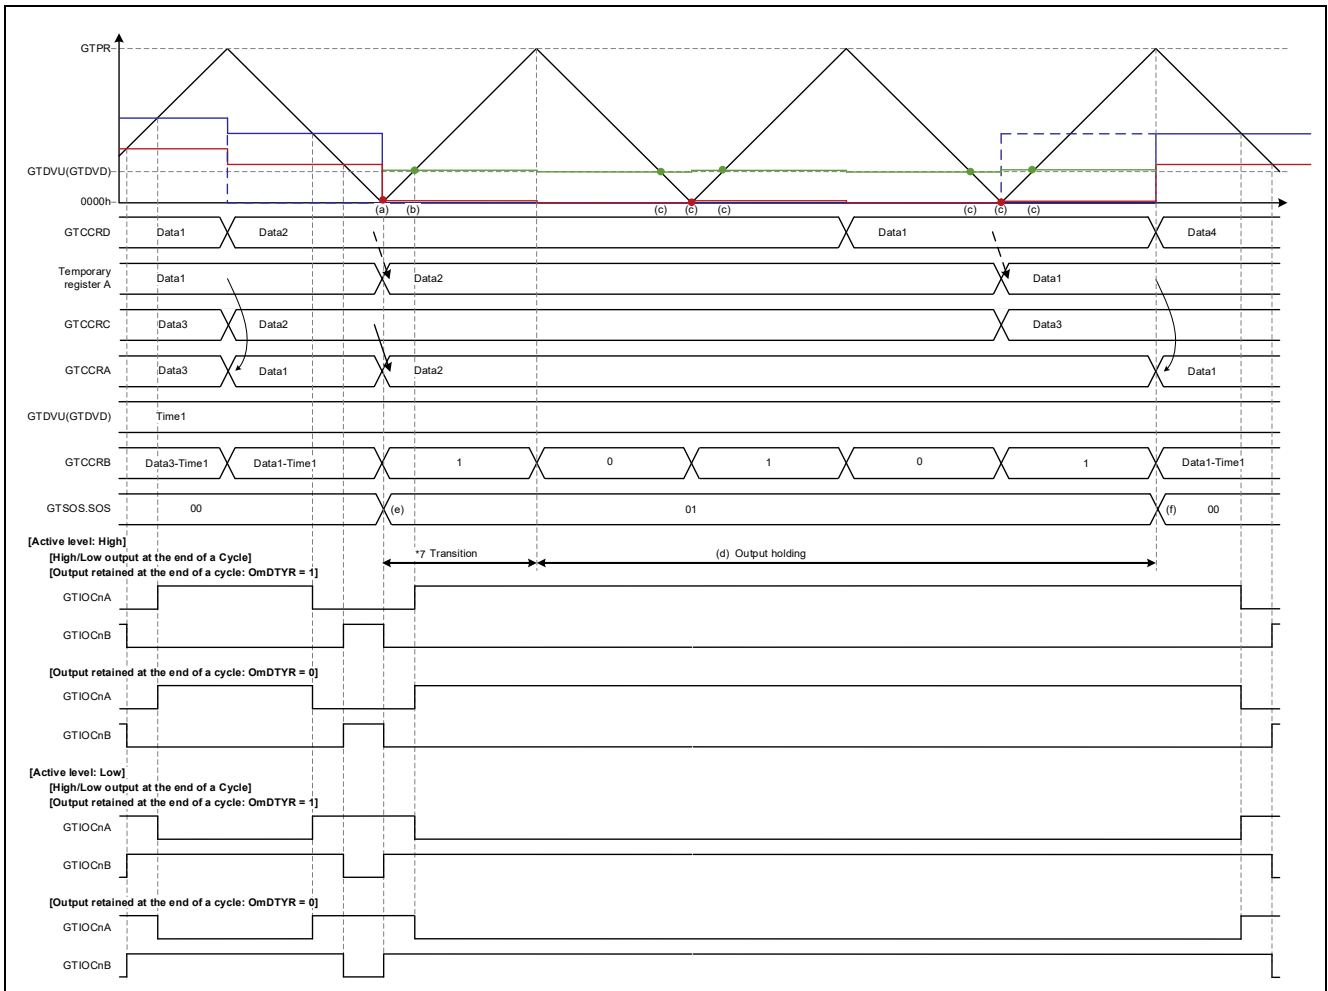 GTPR
GTDVU(GTDVD)
0000h
(a) (b) (c) (c) (c) (c) (c) (c)
GTCCRD Data1 Data2 Data1 Data4
Temporary register A Data1 Data2 Data1
GTCCRC Data3 Data2 Data3
GTCCRA Data3 Data1 Data2 Data1
GTDVU(GTDVD) Time1
GTCCRB Data3-Time1 Data1-Time1 1 0 1 0 1 Data1-Time1
GTSOS.SOS 00 (e) 01 (f) 00
[Active level: High]
[High/Low output at the end of a Cycle] *7 Transition (d) Output holding
[Output retained at the end of a cycle: OmDTYR = 1]
GTIOCnA
GTIOCnB
[Output retained at the end of a cycle: OmDTYR = 0]
GTIOCnA
GTIOCnB
[Active level: Low]
[High/Low output at the end of a Cycle]
[Output retained at the end of a cycle: OmDTYR = 1]
GTIOCnA
GTIOCnB
[Output retained at the end of a cycle: OmDTYR = 0]
GTIOCnA
GTIOCnB